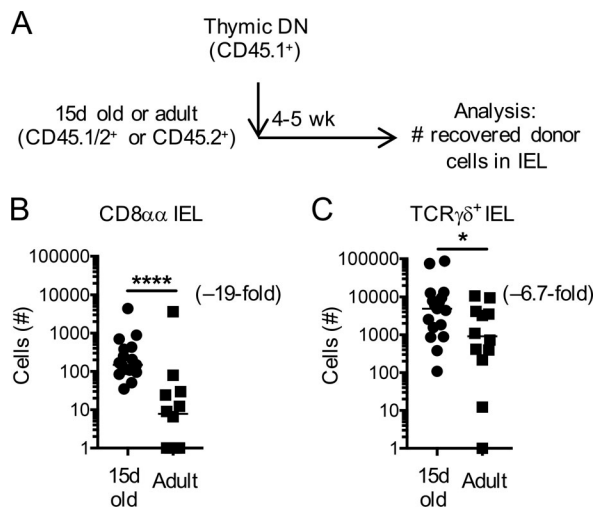 A
Thymic DN
(CD45.1⁺)
15d old or adult
(CD45.1/2⁺ or CD45.2⁺)
4-5 wk
Analysis:
# recovered donor
cells in IEL
B
CD8αα IEL
Cells (#)
100000
10000
1000
100
10
1
****
(–19-fold)
15d
old
Adult
C
TCRγδ⁺ IEL
Cells (#)
100000
10000
1000
100
10
1
*
(–6.7-fold)
15d
old
Adult